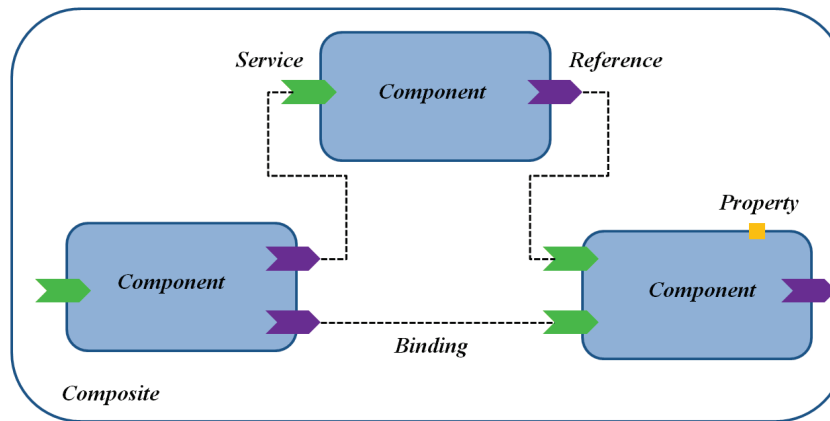 Service
Reference
Component
Property
Component
Component
Binding
Composite